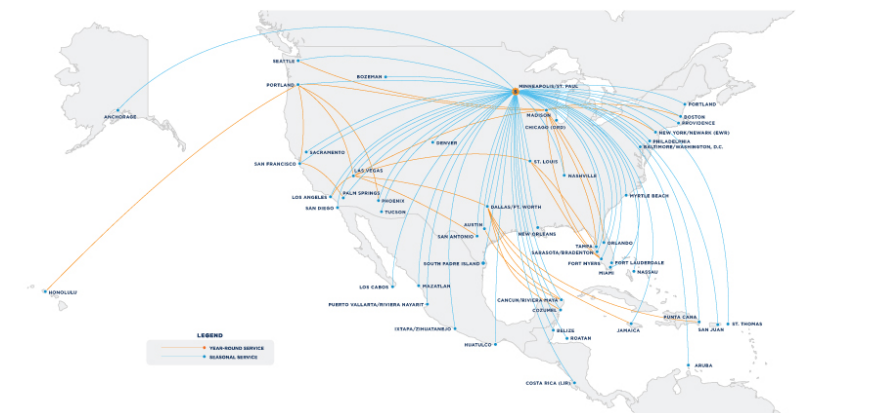 SEATTLE
BOZEMAN
PORTLAND
MINNEAPOLIS/ST. PAUL
ANCHORAGE
MADISON
CHICAGO (ORD)
PORTLAND
BOSTON
PROVIDENCE
NEW YORK/NEWARK (EWR)
PHILADELPHIA
BALTIMORE/WASHINGTON, D.C.
DENVER
SACRAMENTO
SAN FRANCISCO
ST. LOUIS
LAS VEGAS
NASHVILLE
LOS ANGELES
PALM SPRINGS
PHOENIX
MYRTLE BEACH
SAN DIEGO
TUCSON
DALLAS/FT. WORTH
AUSTIN
SAN ANTONIO
NEW ORLEANS
TAMPA
ORLANDO
SARASOTA/BRADENTON
SOUTH PADRE ISLAND
FORT MYERS
FORT LAUDERDALE
MIAMI
NASSAU
LOS CABOS
MAZATLAN
HONOLULU
PUERTO VALLARTA/RIVIERA NAYARIT
CANCUN/RIVIERA MAYA
COZUMEL
PUNTA CANA
SAN JUAN
ST. THOMAS
IXTAPA/ZIHUATANEJO
BELIZE
JAMAICA
ROATAN
HUATULCO
ARUBA
COSTA RICA (LIR)
LEGEND
YEAR-ROUND SERVICE
SEASONAL SERVICE